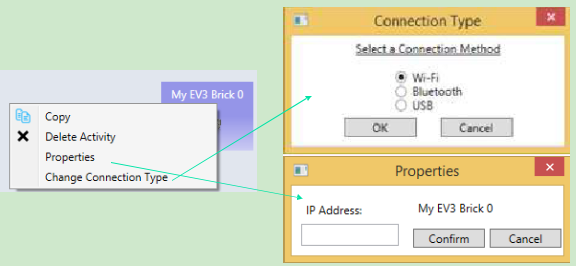 My EV3 Brick 0
Copy
Delete Activity
Properties
Change Connection Type
Connection Type
Select a Connection Method
Wi-Fi
Bluetooth
USB
OK
Cancel
Properties
IP Address:
My EV3 Brick 0
Confirm
Cancel